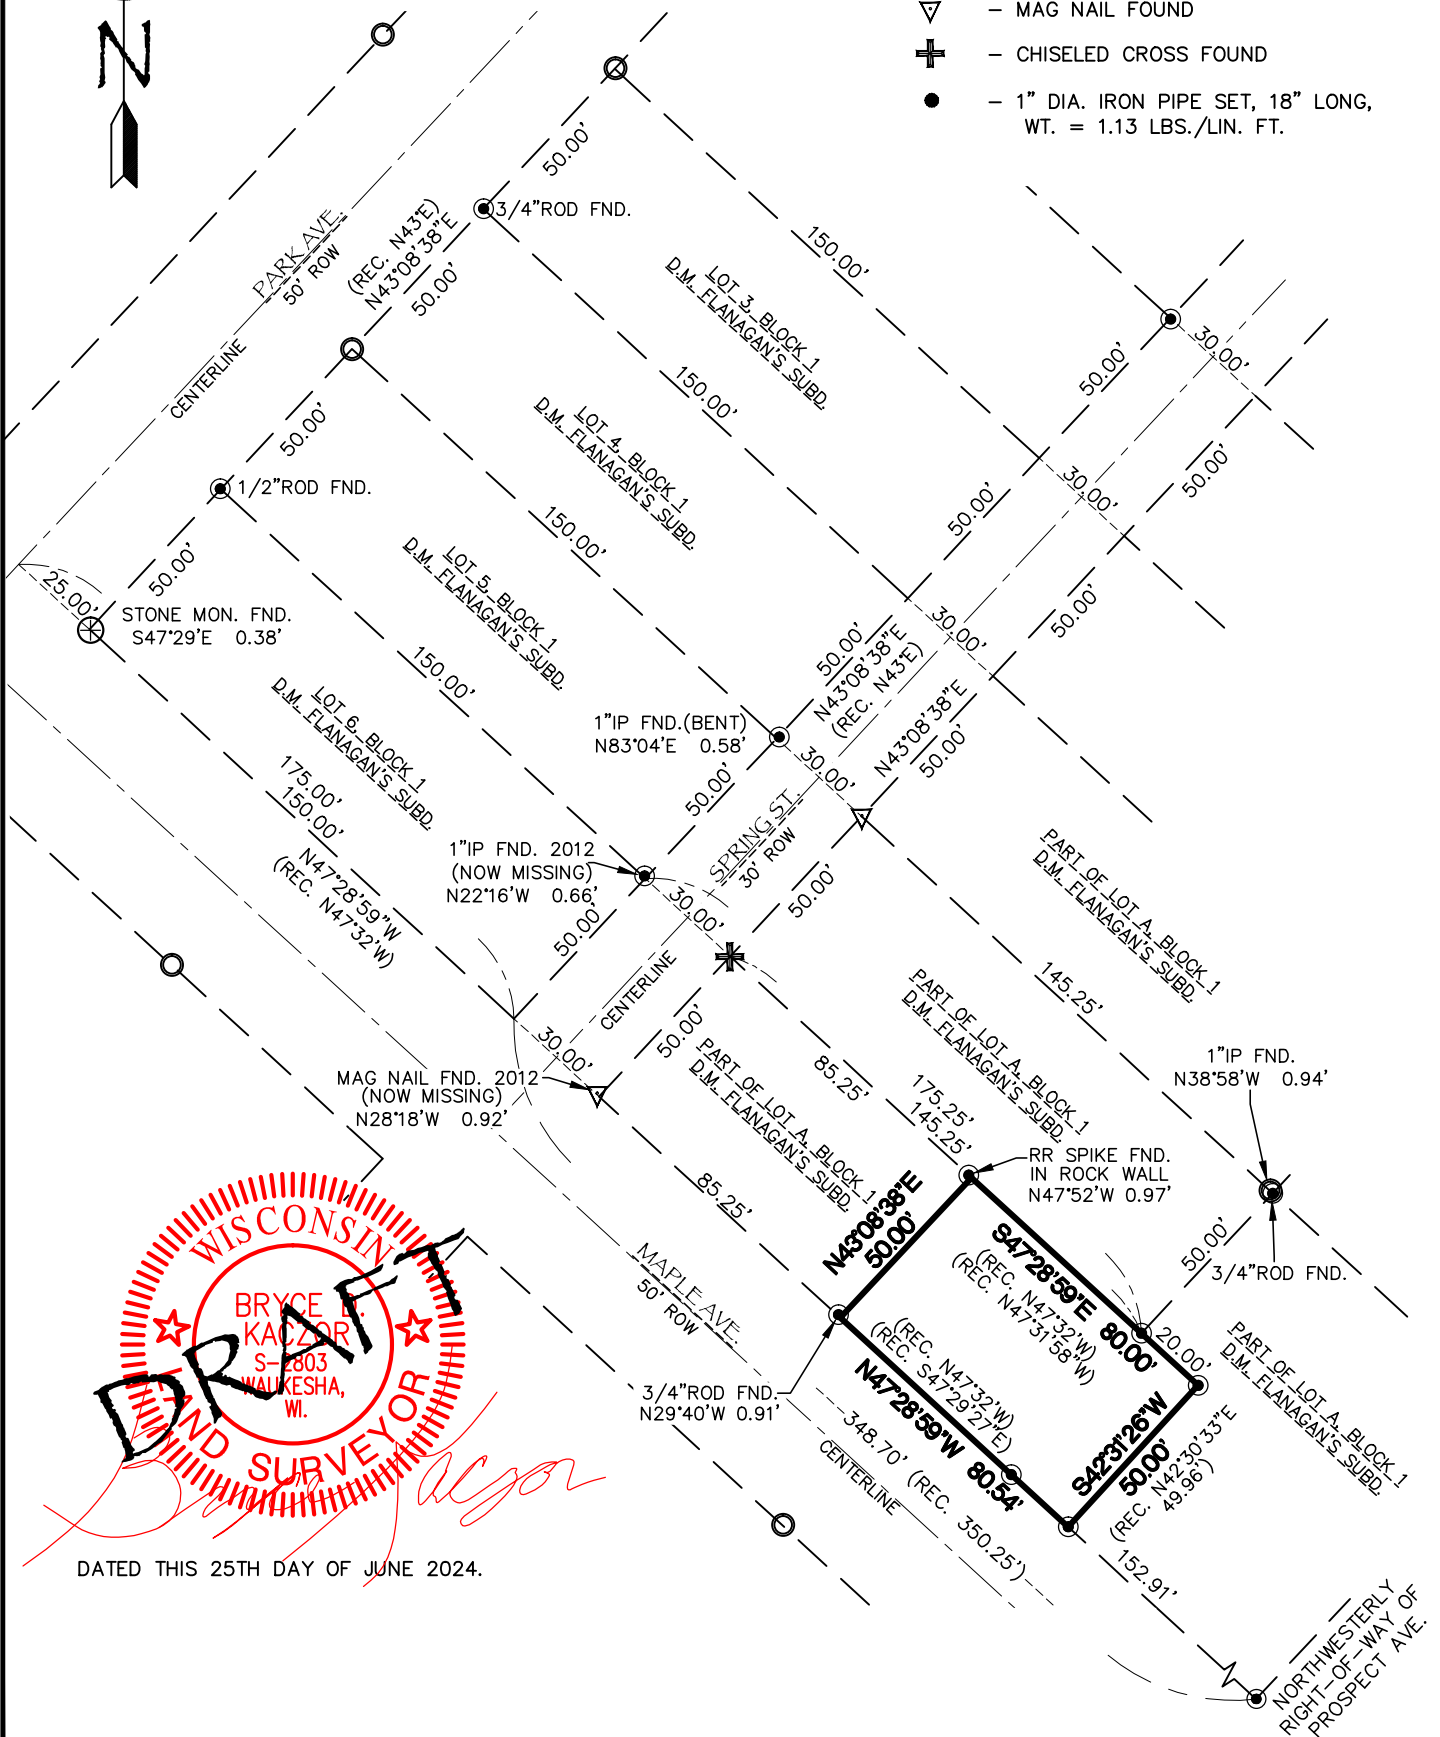 N
– MAG NAIL FOUND
– CHISELED CROSS FOUND
– 1" DIA. IRON PIPE SET, 18" LONG,
WT. = 1.13 LBS./LIN. FT.
50.00'
3/4"ROD FND.
(REC. N43°E)
N43°08'38"E
50.00'
PARK AVE.
50' ROW
CENTERLINE
50.00'
1/2"ROD FND.
50.00'
25.00'
STONE MON. FND.
S47°29'E 0.38'
150.00'
LOT 3, BLOCK 1
D.M. FLANAGAN'S SUBD.
150.00'
LOT 4, BLOCK 1
D.M. FLANAGAN'S SUBD.
150.00'
LOT 5, BLOCK 1
D.M. FLANAGAN'S SUBD.
150.00'
LOT 6, BLOCK 1
D.M. FLANAGAN'S SUBD.
175.00'
150.00'
N47°28'59"W
(REC. N47°32'W)
30.00'
50.00'
30.00'
50.00'
50.00'
30.00'
50.00'
50.00'
N43°08'38"E
(REC. N43°E)
N43°08'38"E
50.00'
1"IP FND.(BENT)
N83°04'E 0.58'
30.00'
50.00'
SPRING ST.
30' ROW
50.00'
1"IP FND. 2012
(NOW MISSING)
N22°16'W 0.66'
30.00'
50.00'
CENTERLINE
30.00'
50.00'
MAG NAIL FND. 2012
(NOW MISSING)
N28°18'W 0.92'
PART OF LOT A, BLOCK 1
D.M. FLANAGAN'S SUBD.
145.25'
PART OF LOT A, BLOCK 1
D.M. FLANAGAN'S SUBD.
85.25'
175.25'
145.25'
PART OF LOT A, BLOCK 1
D.M. FLANAGAN'S SUBD.
85.25'
1"IP FND.
N38°58'W 0.94'
RR SPIKE FND.
IN ROCK WALL
N47°52'W 0.97'
N43°08'38"E
50.00'
S47°28'59"E 80.00'
(REC. N47°32'W)
(REC. N47°31'58"W)
50.00'
3/4"ROD FND.
20.00'
PART OF LOT A, BLOCK 1
D.M. FLANAGAN'S SUBD.
MAPLE AVE.
50' ROW
(REC. N47°32'W)
(REC. S47°29'27"E)
N47°28'59"W 80.54'
S42°31'26"W
50.00'
(REC. N42°30'33"E
49.96')
3/4"ROD FND.
N29°40'W 0.91'
348.70' (REC. 350.25')
CENTERLINE
152.91'
NORTHWESTERLY
RIGHT-OF-WAY OF
PROSPECT AVE.
WISCONSIN
BRYCE D.
KACZOR
S-2803
WAUKESHA,
WI.
LAND SURVEYOR
DRAFT
Bryce Kaczor
DATED THIS 25TH DAY OF JUNE 2024.